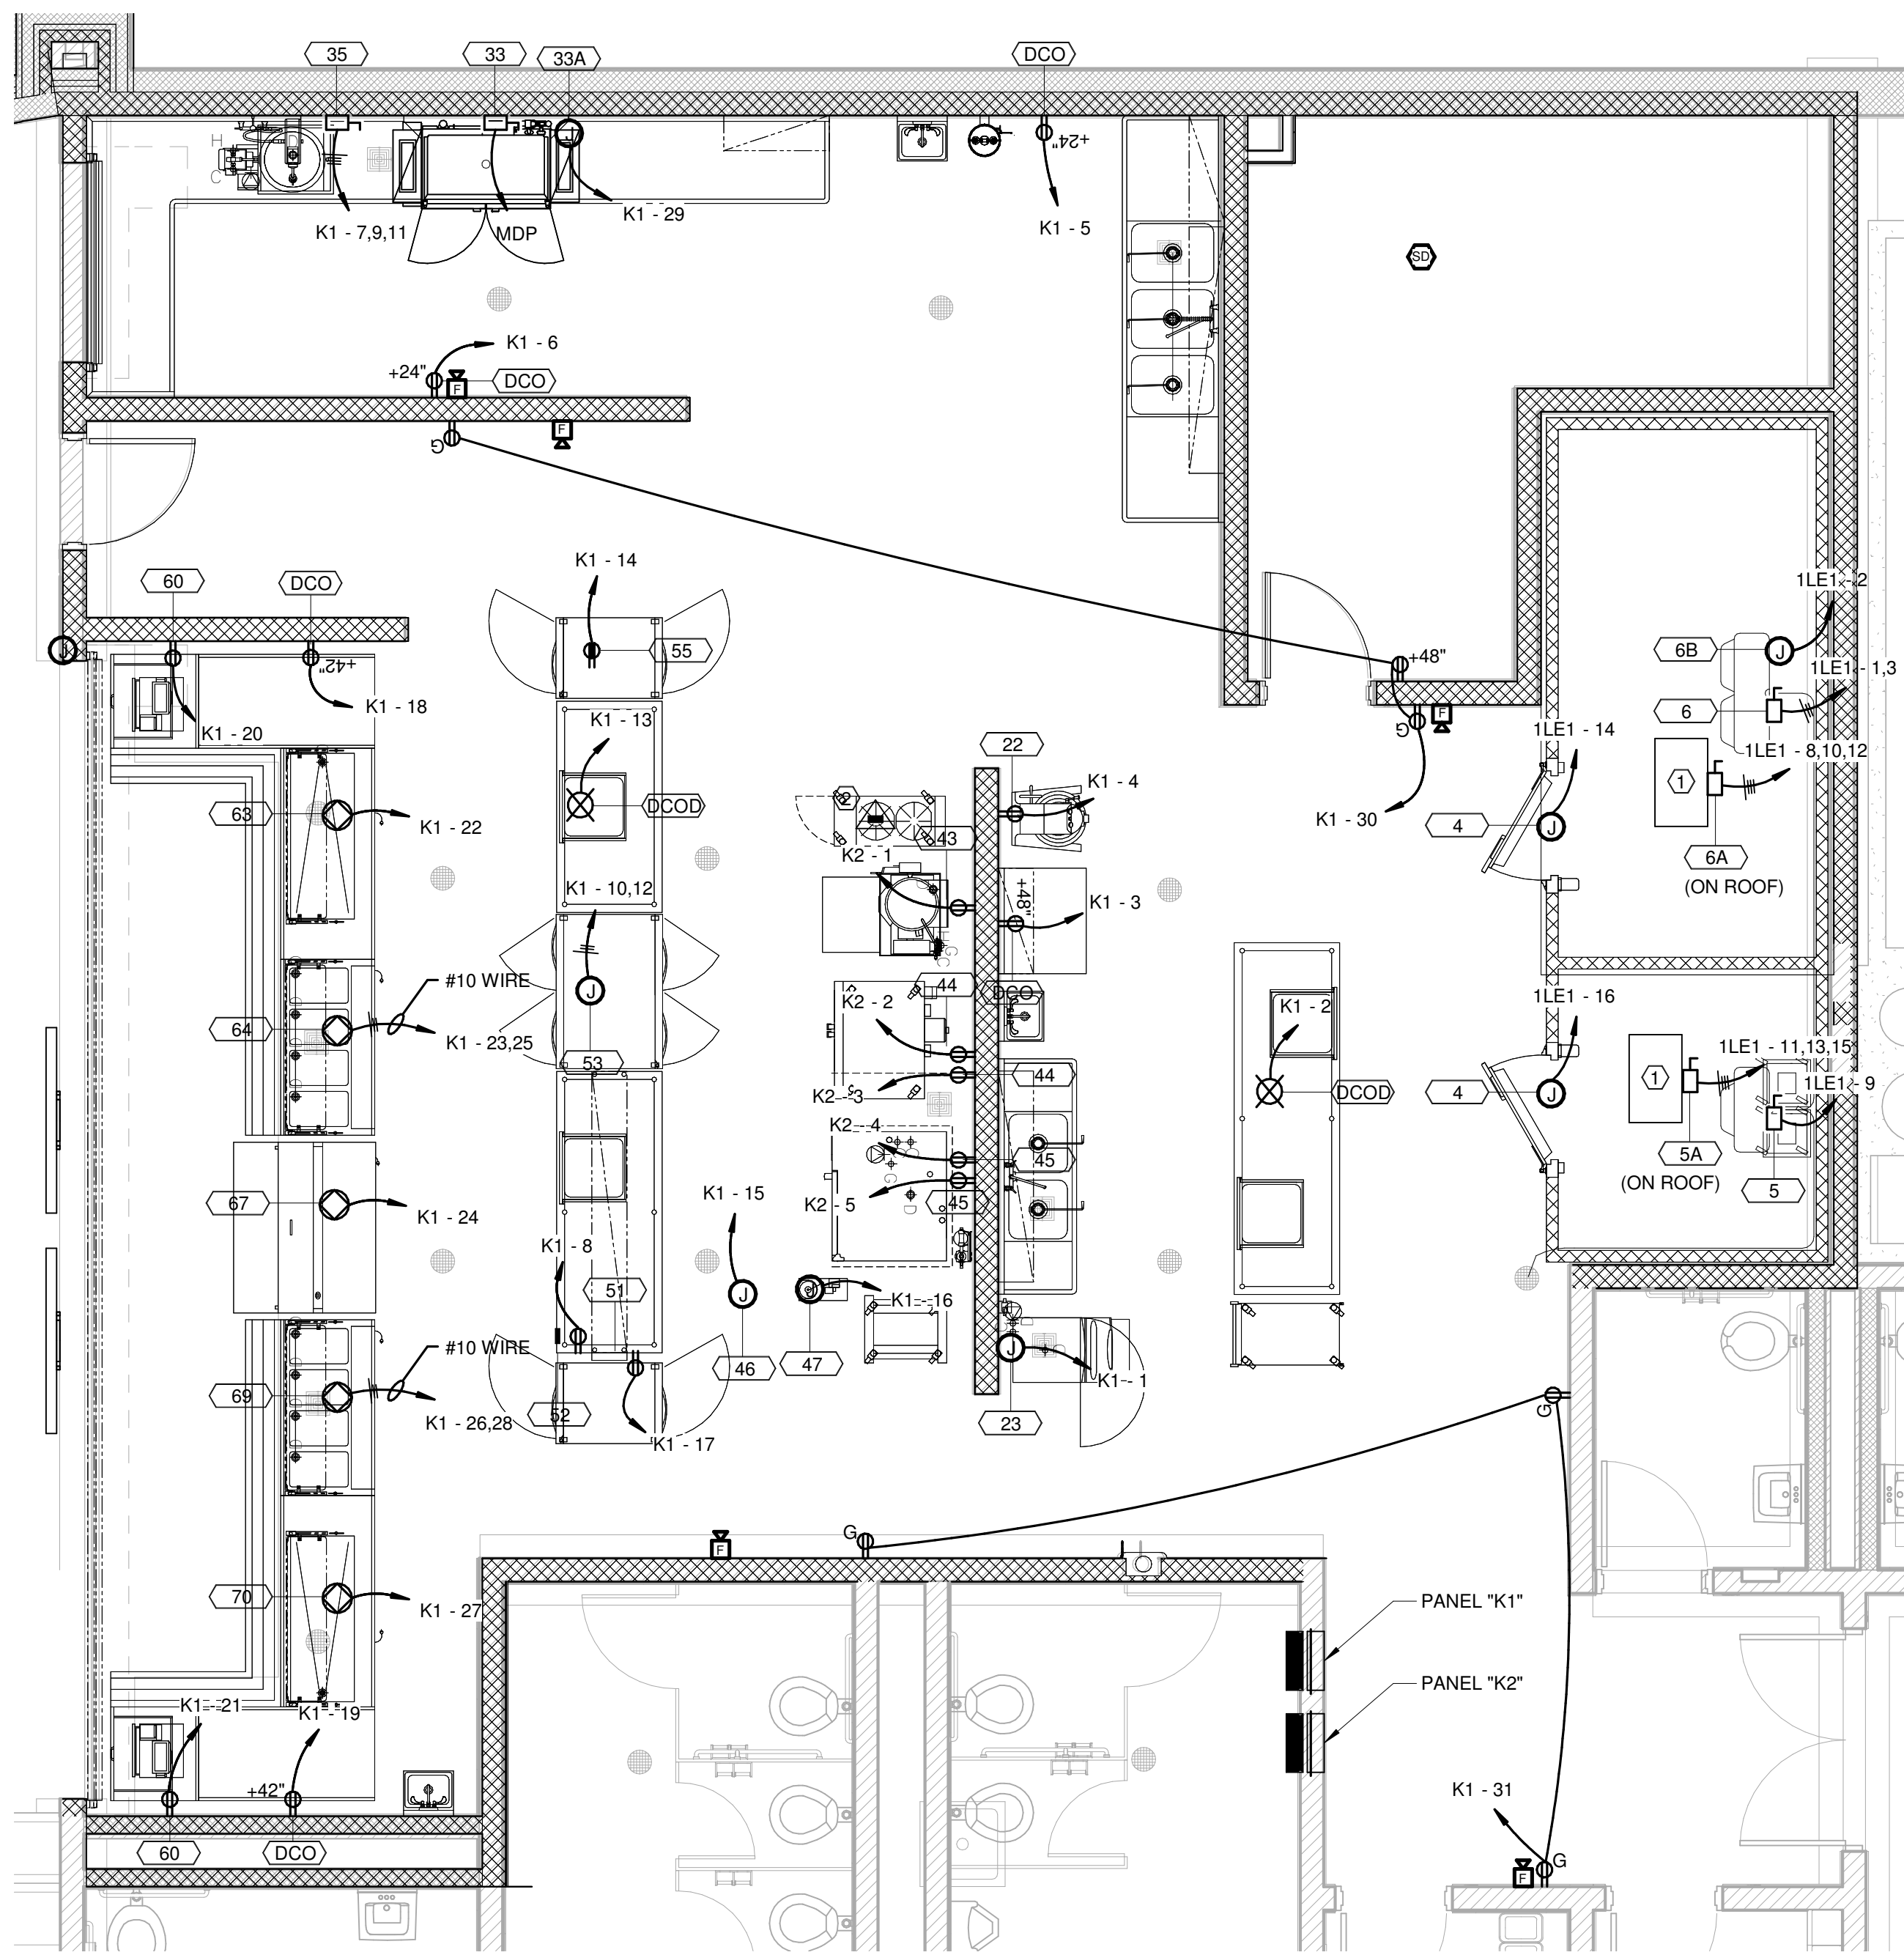 35
33
33A
DCO
+24"
H
C
K1 - 7,9,11
MDP
K1 - 29
K1 - 5
SD
K1 - 6
+24"
DCO
F
G
F
K1 - 14
60
DCO
J
+42"
55
K1 - 18
K1 - 20
K1 - 13
+48"
G
F
22
1LE1 - 2
6B
J
1LE1 - 1,3
6
1LE1 - 14
1LE1 - 8,10,12
1
K1 - 4
63
K1 - 22
DCOD
43
K2 - 1
K1 - 30
4
J
6A
(ON ROOF)
K1 - 10,12
+48"
K1 - 3
H
G
C
#10 WIRE
J
44
DCO
K2 - 2
K1 - 2
1LE1 - 16
64
K1 - 23,25
53
44
K2 - 3
DCOD
4
J
1
1LE1 - 11,13,15
1LE1 - 9
K2 - 4
45
G
5A
(ON ROOF)
5
67
K1 - 24
K1 - 15
K2 - 5
45
K1 - 8
51
J
K1 - 16
#10 WIRE
46
47
J
K1 - 1
69
K1 - 26,28
52
K1 - 17
23
G
G
F
70
K1 - 27
PANEL "K1"
PANEL "K2"
K1 - 21
K1 - 19
+42"
K1 - 31
60
DCO
G
F